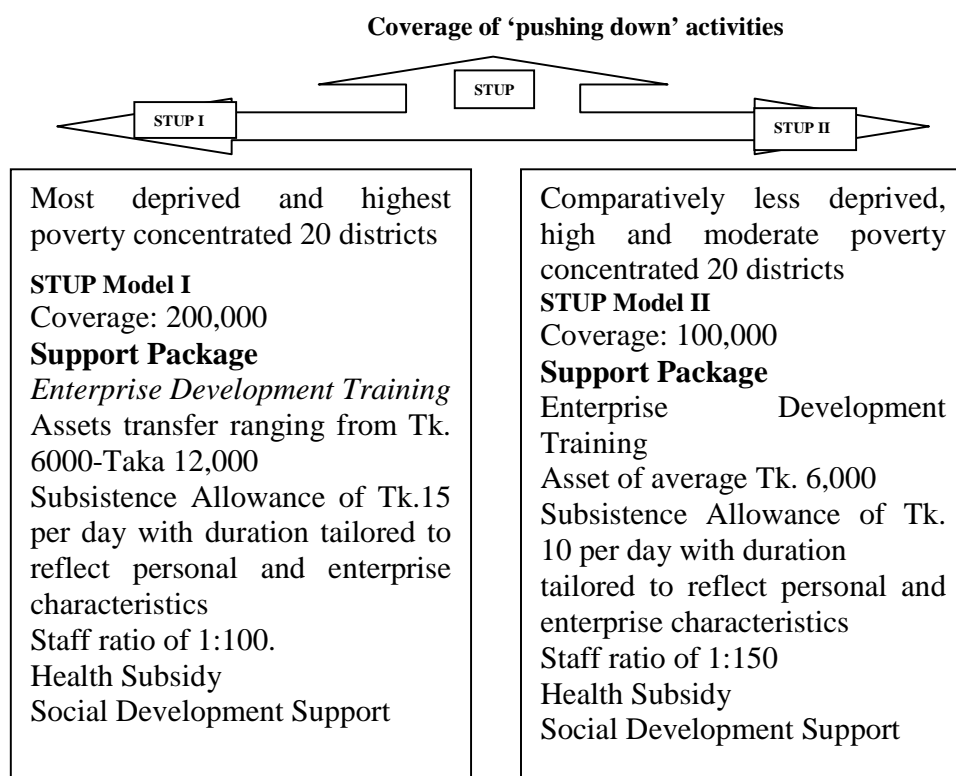 Coverage of ‘pushing down’ activities
STUP
STUP I
STUP II
Most deprived and highest
poverty concentrated 20 districts
STUP Model I
Coverage: 200,000
Support Package
Enterprise Development Training
Assets transfer ranging from Tk.
6000-Taka 12,000
Subsistence Allowance of Tk.15
per day with duration tailored to
reflect personal and enterprise
characteristics
Staff ratio of 1:100.
Health Subsidy
Social Development Support
Comparatively less deprived,
high and moderate poverty
concentrated 20 districts
STUP Model II
Coverage: 100,000
Support Package
Enterprise Development
Training
Asset of average Tk. 6,000
Subsistence Allowance of Tk.
10 per day with duration
tailored to reflect personal and
enterprise characteristics
Staff ratio of 1:150
Health Subsidy
Social Development Support